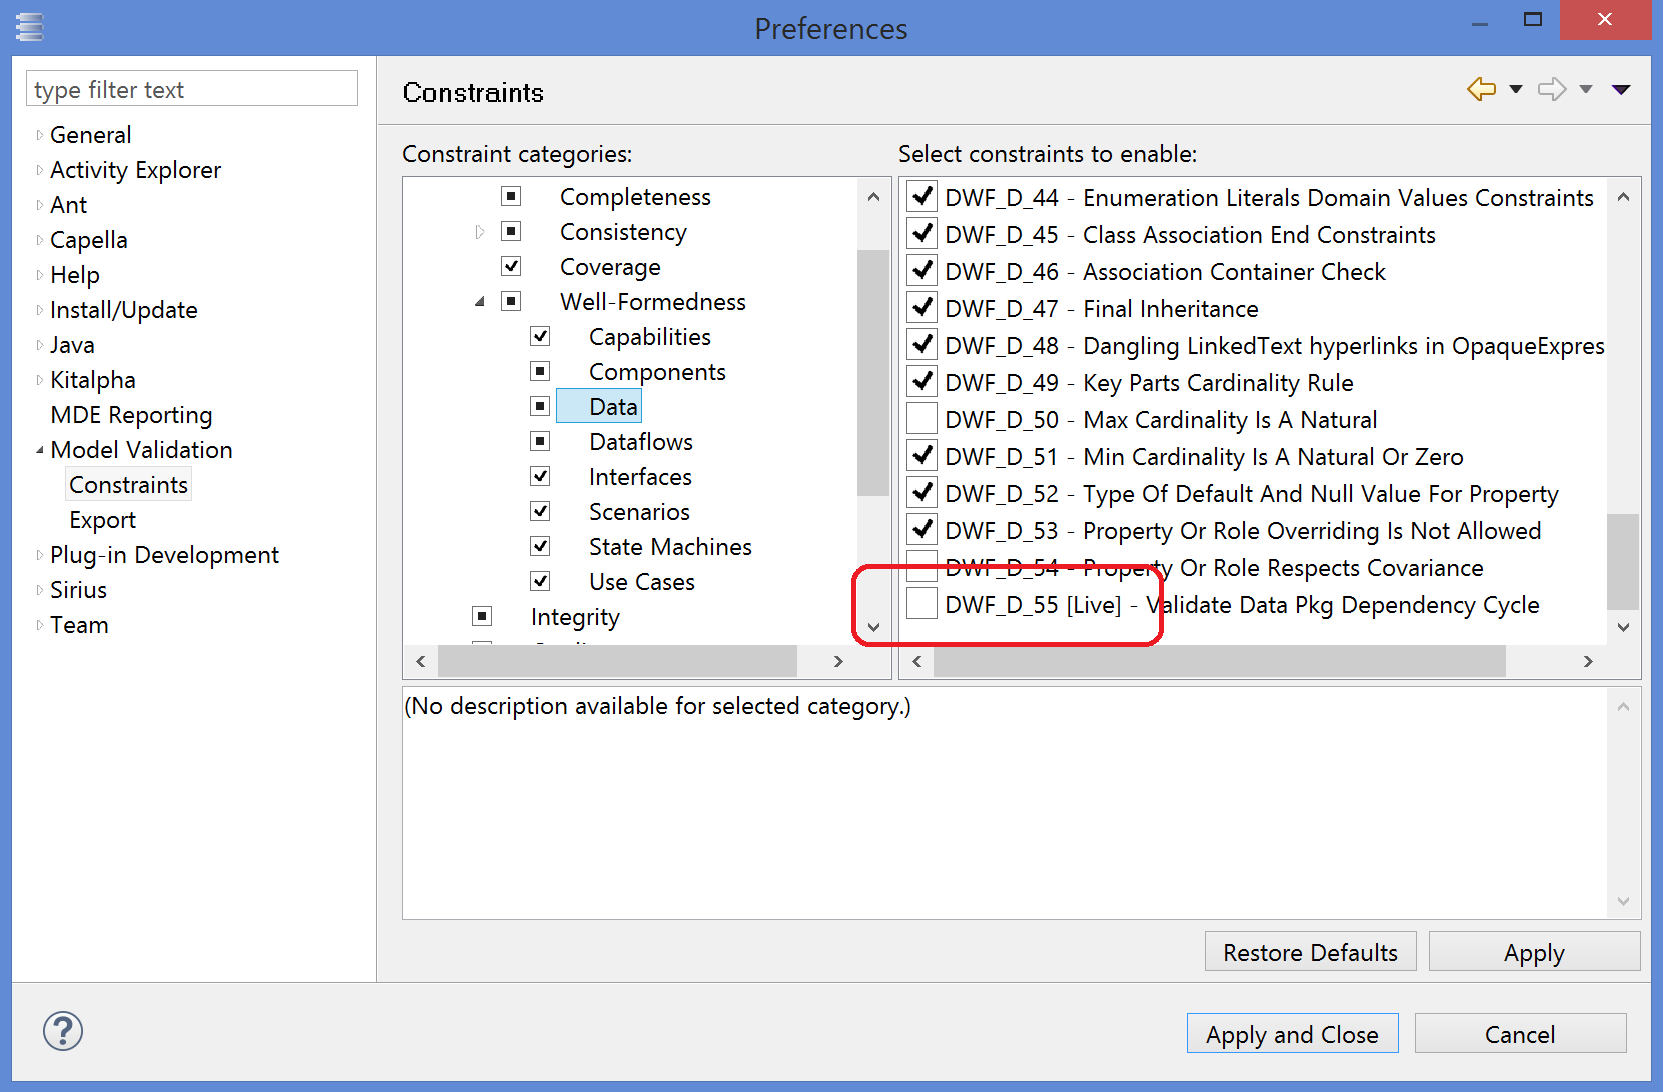 Preferences
type filter text
General
Activity Explorer
Ant
Capella
Help
Install/Update
Java
Kitalpha
MDE Reporting
Model Validation
Constraints
Export
Plug-in Development
Sirius
Team
Constraints
Constraint categories:
Completeness
Consistency
Coverage
Well-Formedness
Capabilities
Components
Data
Dataflows
Interfaces
Scenarios
State Machines
Use Cases
Integrity
Select constraints to enable:
DWF_D_44 - Enumeration Literals Domain Values Constraints
DWF_D_45 - Class Association End Constraints
DWF_D_46 - Association Container Check
DWF_D_47 - Final Inheritance
DWF_D_48 - Dangling LinkedText hyperlinks in OpaqueExpres
DWF_D_49 - Key Parts Cardinality Rule
DWF_D_50 - Max Cardinality Is A Natural
DWF_D_51 - Min Cardinality Is A Natural Or Zero
DWF_D_52 - Type Of Default And Null Value For Property
DWF_D_53 - Property Or Role Overriding Is Not Allowed
DWF_D_54 - Property Or Role Respects Covariance
DWF_D_55 [Live] - Validate Data Pkg Dependency Cycle
(No description available for selected category.)
Restore Defaults
Apply
?
Apply and Close
Cancel